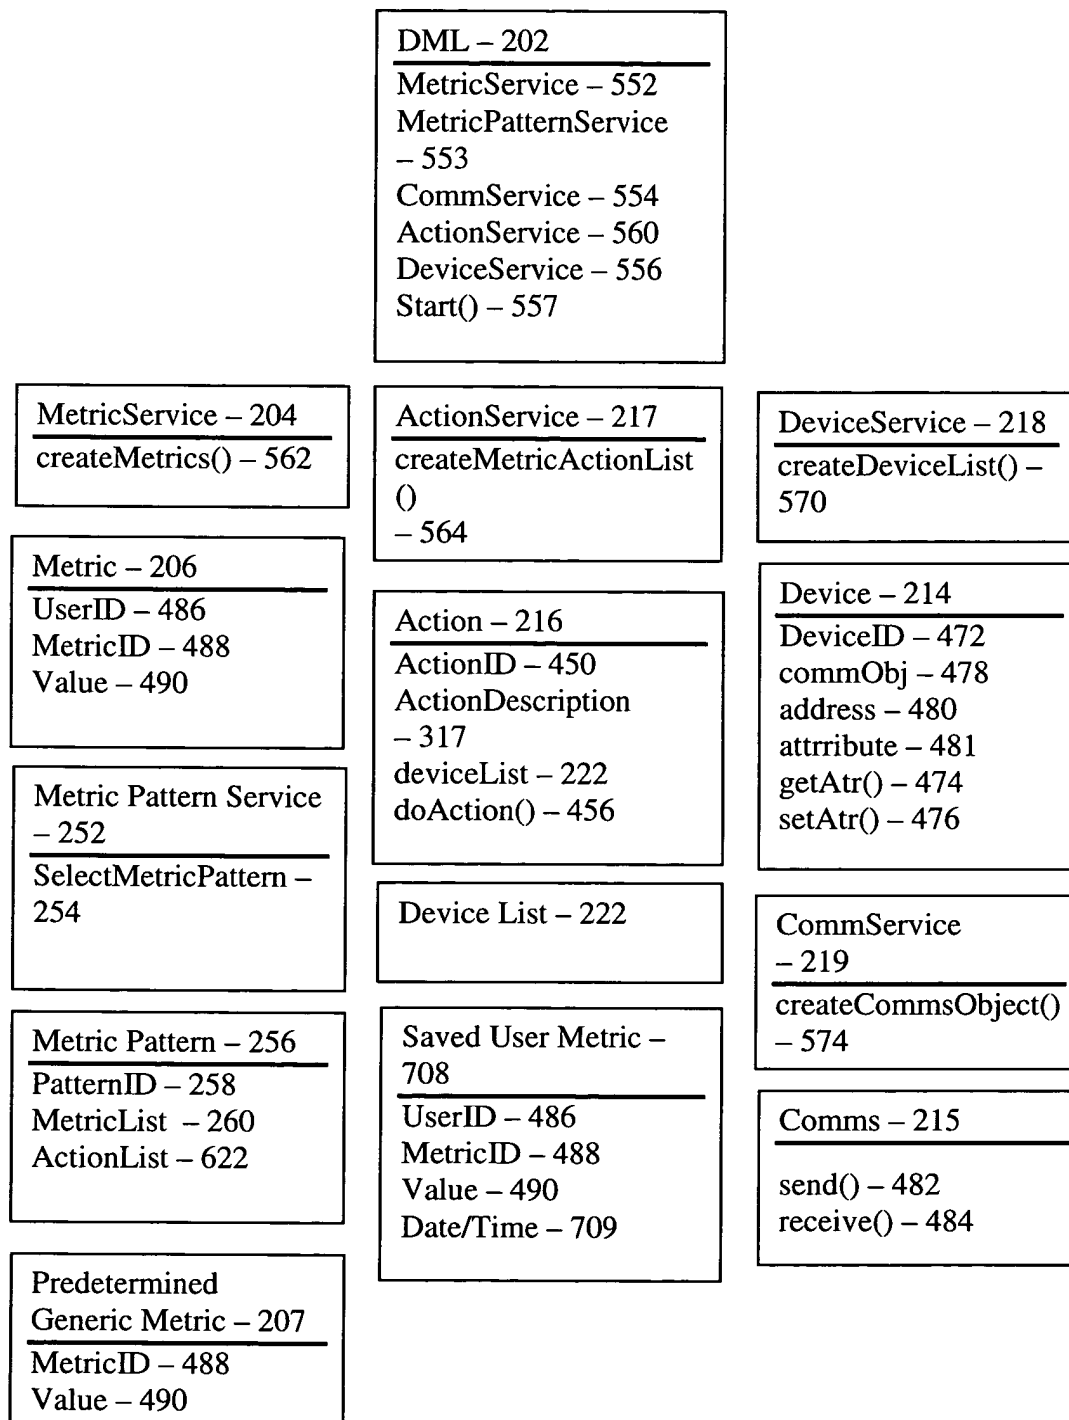 DML – 202
MetricService – 552
MetricPatternService
– 553
CommService – 554
ActionService – 560
DeviceService – 556
Start() – 557
MetricService – 204
createMetrics() – 562
Metric – 206
UserID – 486
MetricID – 488
Value – 490
Metric Pattern Service
– 252
SelectMetricPattern –
254
Metric Pattern – 256
PatternID – 258
MetricList – 260
ActionList – 622
Predetermined
Generic Metric – 207
MetricID – 488
Value – 490
ActionService – 217
createMetricActionList
()
– 564
Action – 216
ActionID – 450
ActionDescription
– 317
deviceList – 222
doAction() – 456
Device List – 222
Saved User Metric –
708
UserID – 486
MetricID – 488
Value – 490
Date/Time – 709
DeviceService – 218
createDeviceList() –
570
Device – 214
DeviceID – 472
commObj – 478
address – 480
attrribute – 481
getAtr() – 474
setAtr() – 476
CommService
– 219
createCommsObject()
– 574
Comms – 215
send() – 482
receive() – 484